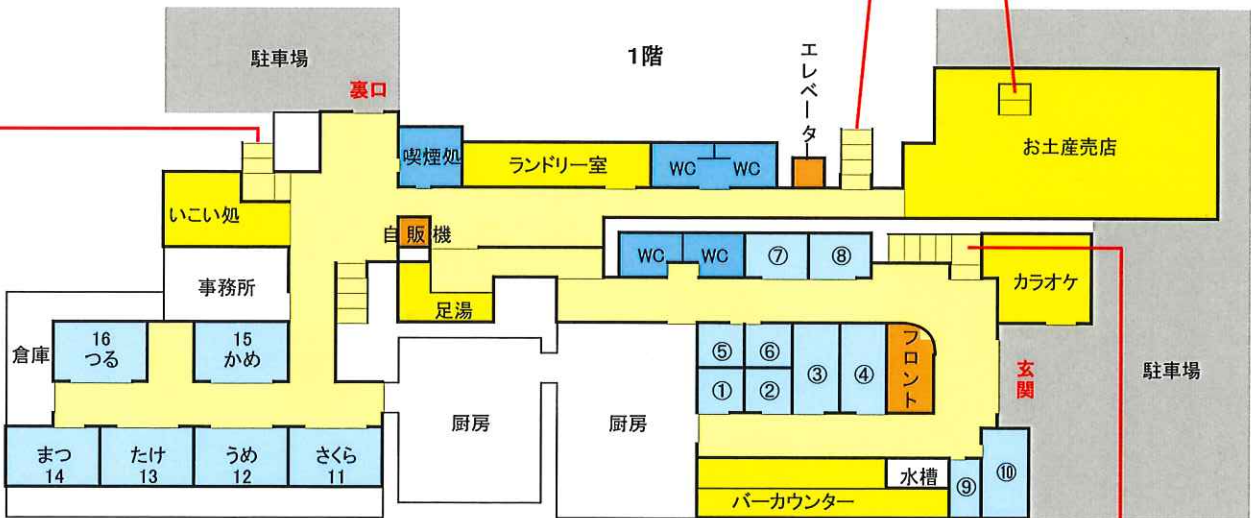 1階
駐車場
裏口
エレベーター
お土産売店
喫煙処
ランドリー室
WC
WC
いこい処
自販機
WC
WC
⑦
⑧
カラオケ
事務所
足湯
倉庫
16
つる
15
かめ
⑤
⑥
③
④
フロント
玄関
駐車場
①
②
厨房
厨房
まつ
14
たけ
13
うめ
12
さくら
11
水槽
⑨
⑩
バーカウンター